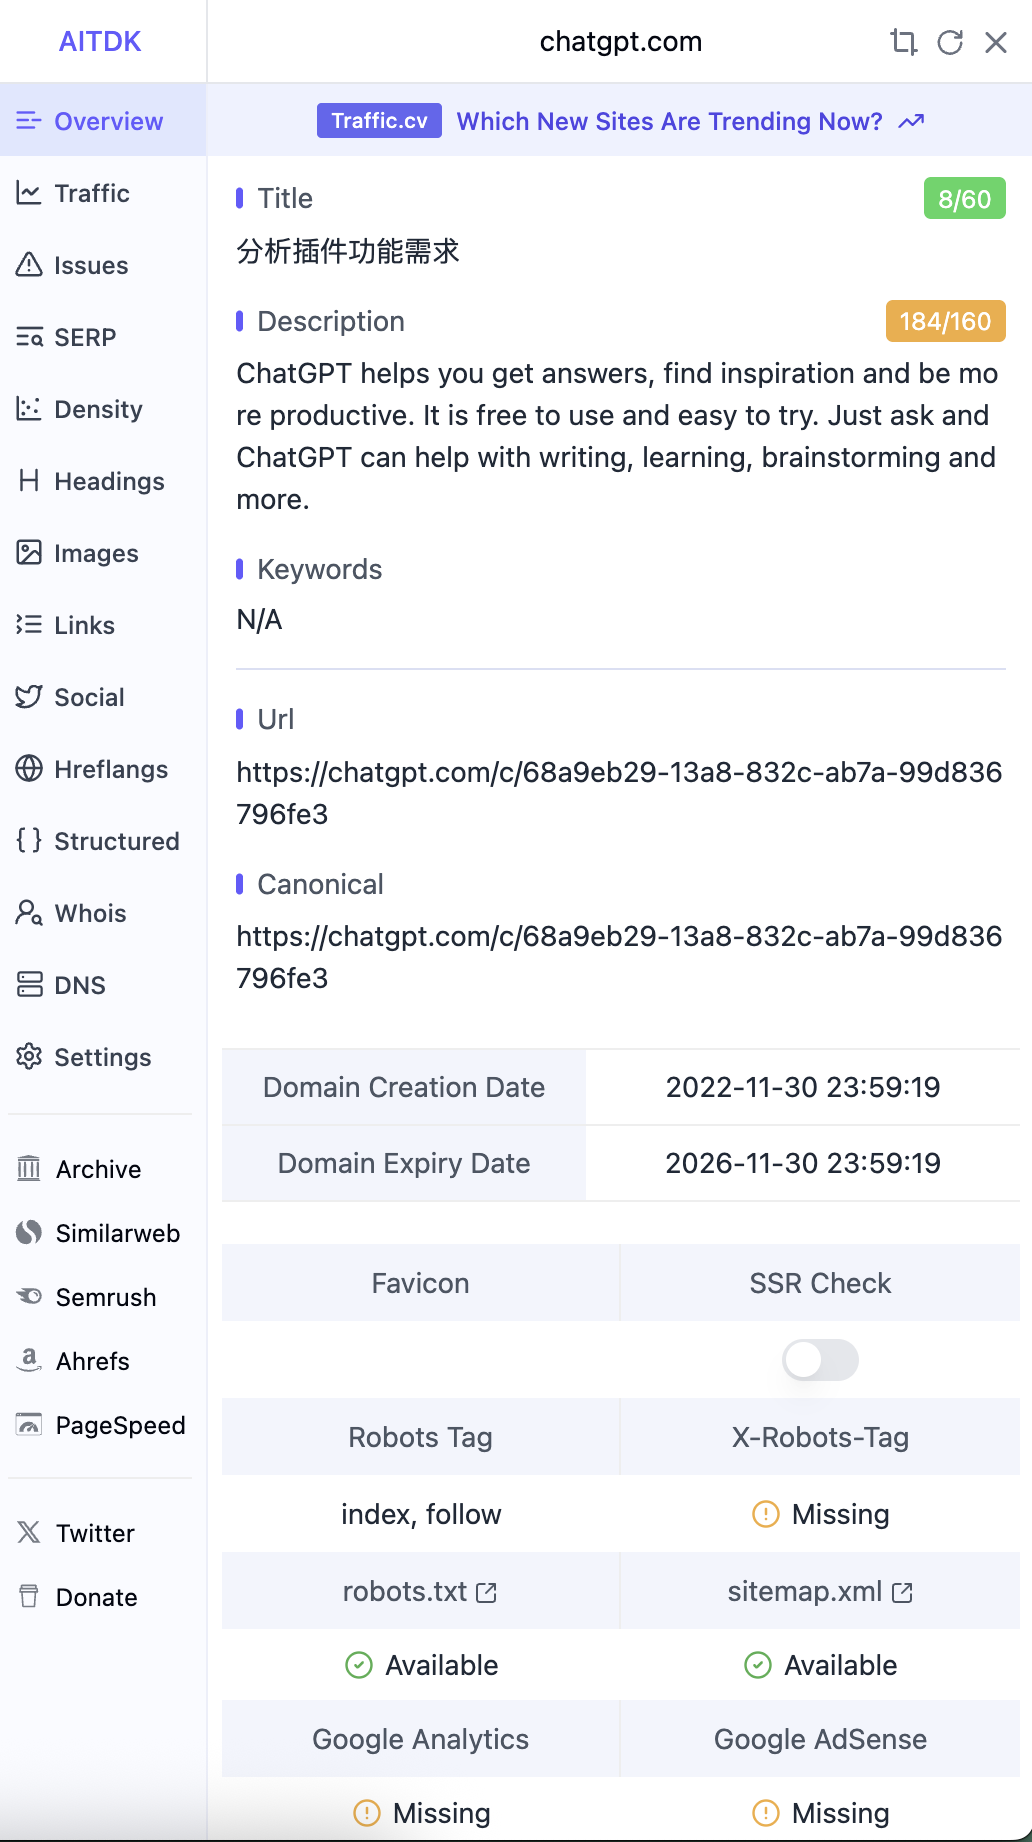 AITDK
chatgpt.com
Overview
Traffic
Issues
SERP
Density
Headings
Images
Links
Social
Hreflangs
Structured
Whois
DNS
Settings
Archive
Similarweb
Semrush
Ahrefs
PageSpeed
Twitter
Donate
Traffic.cv Which New Sites Are Trending Now?
Title 8/60
分析插件功能需求
Description 184/160
ChatGPT helps you get answers, find inspiration and be mo
re productive. It is free to use and easy to try. Just ask and
ChatGPT can help with writing, learning, brainstorming and
more.
Keywords
N/A
Url
https://chatgpt.com/c/68a9eb29-13a8-832c-ab7a-99d836
796fe3
Canonical
https://chatgpt.com/c/68a9eb29-13a8-832c-ab7a-99d836
796fe3
Domain Creation Date 2022-11-30 23:59:19
Domain Expiry Date 2026-11-30 23:59:19
Favicon SSR Check
Robots Tag X-Robots-Tag
index, follow Missing
robots.txt sitemap.xml
Available Available
Google Analytics Google AdSense
Missing Missing